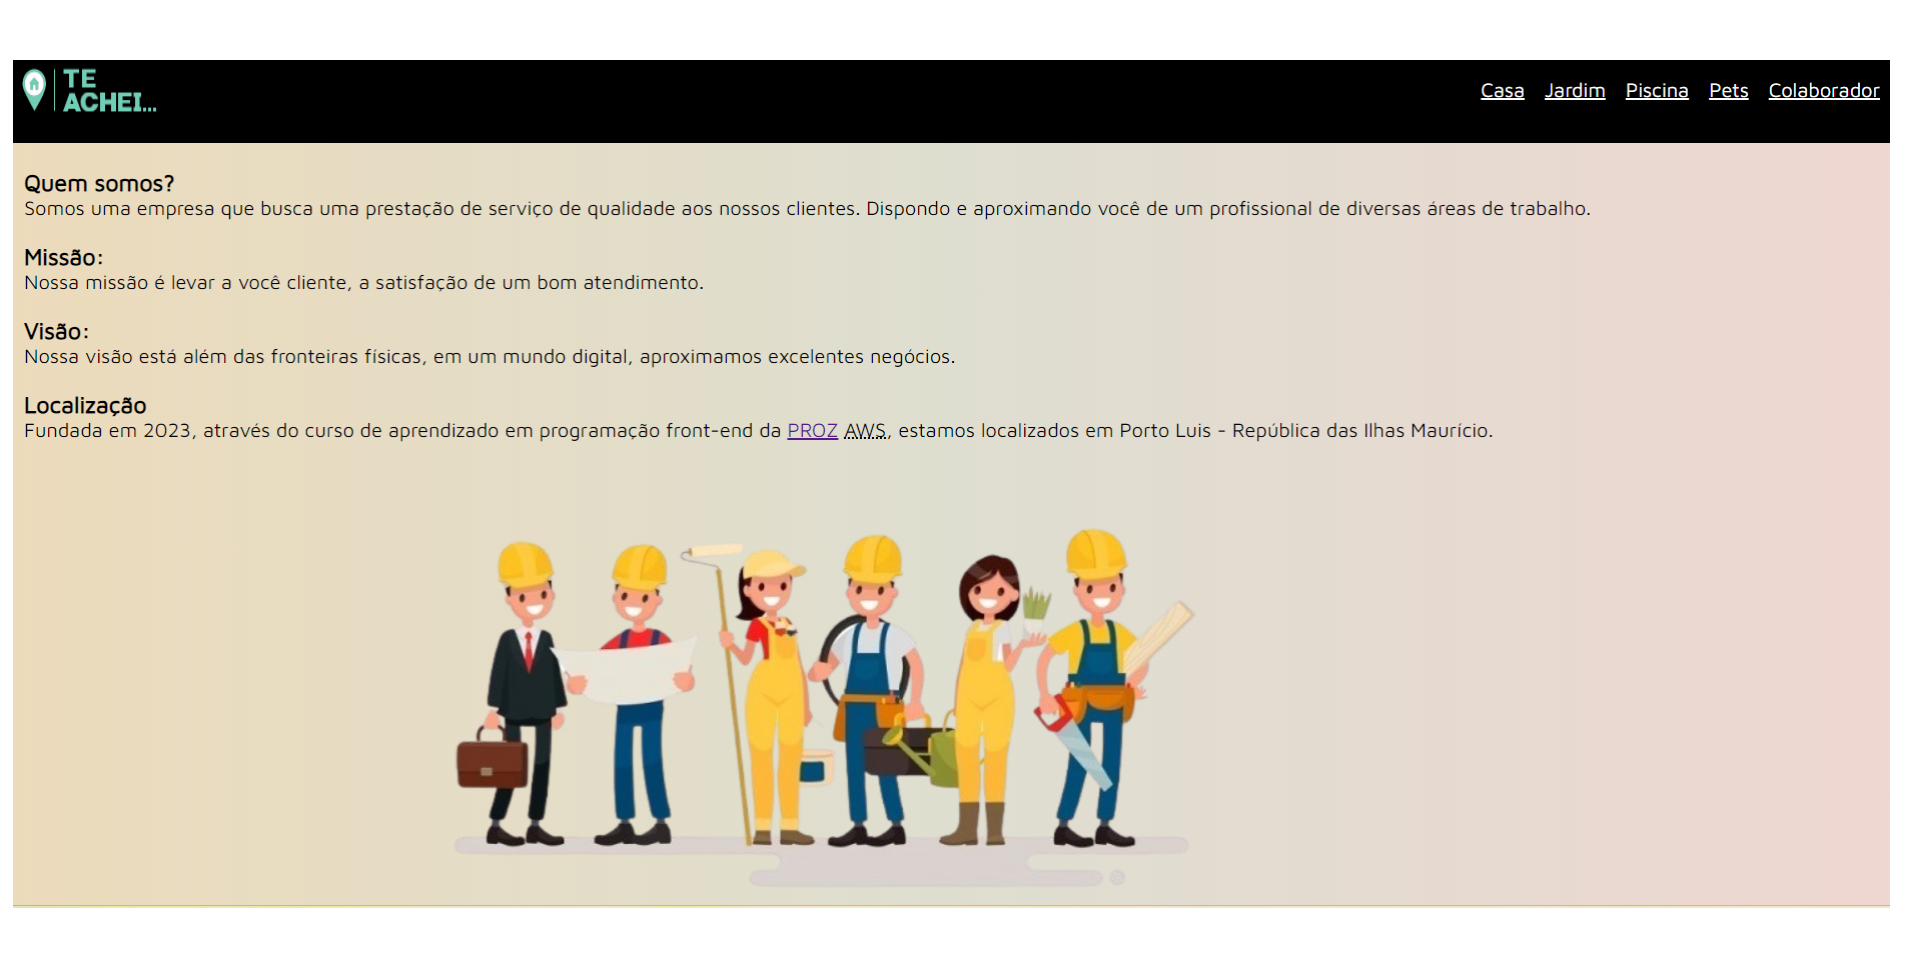 TE
ACHEI...
Casa Jardim Piscina Pets Colaborador
Quem somos?
Somos uma empresa que busca uma prestação de serviço de qualidade aos nossos clientes. Dispondo e aproximando você de um profissional de diversas áreas de trabalho.
Missão:
Nossa missão é levar a você cliente, a satisfação de um bom atendimento.
Visão:
Nossa visão está além das fronteiras físicas, em um mundo digital, aproximamos excelentes negócios.
Localização
Fundada em 2023, através do curso de aprendizado em programação front-end da PROZ AWS, estamos localizados em Porto Luis - República das Ilhas Maurício.